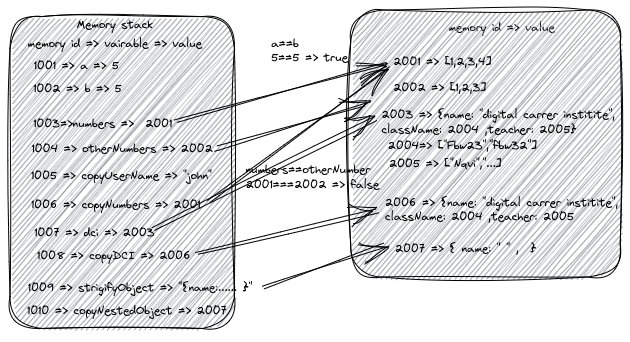 Memory stack
memory id => vairable => value
1001 => a => 5
1002 => b => 5
1003=>numbers => 2001
1004 => otherNumbers => 2002
1005 => copyUserName => "john"
1006 => copyNumbers => 2001
1007 => dci => 2003
1008 => copyDCI => 2006
1009 => strigifyObject => "{name:...... }"
1010 => copyNestedObject => 2007
a==b
5==5 => true
numbers==otherNumber
2001===2002 => false
memory id => value
2001 => [1,2,3,4]
2002 => [1,2,3]
2003 => {name: "digital carrer institite",
className: 2004 ,teacher: 2005}
2004=> ["Fbw23","fbw32"]
2005 => ["Navi","...]
2006 => {name: "digital carrer institite",
className: 2004 ,teacher: 2005
2007 => { name: " " , }